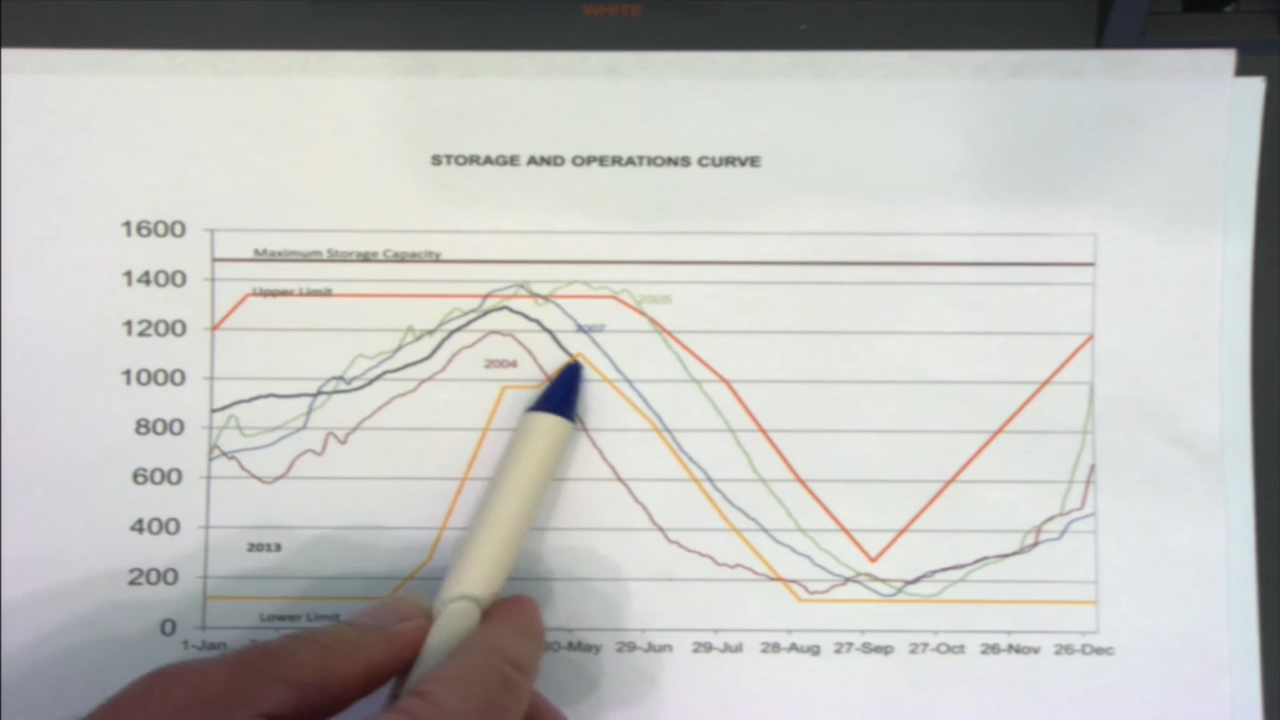 WHITE
STORAGE AND OPERATIONS CURVE
1600
Maximum Storage Capacity
1400
Upper Limit
2005
1200
2007
2004
1000
800
600
400
2013
200
Lower Limit
0
1-Jan 29-Jun 29-Jul 28-Aug 27-Sep 27-Oct 26-Nov 26-Dec